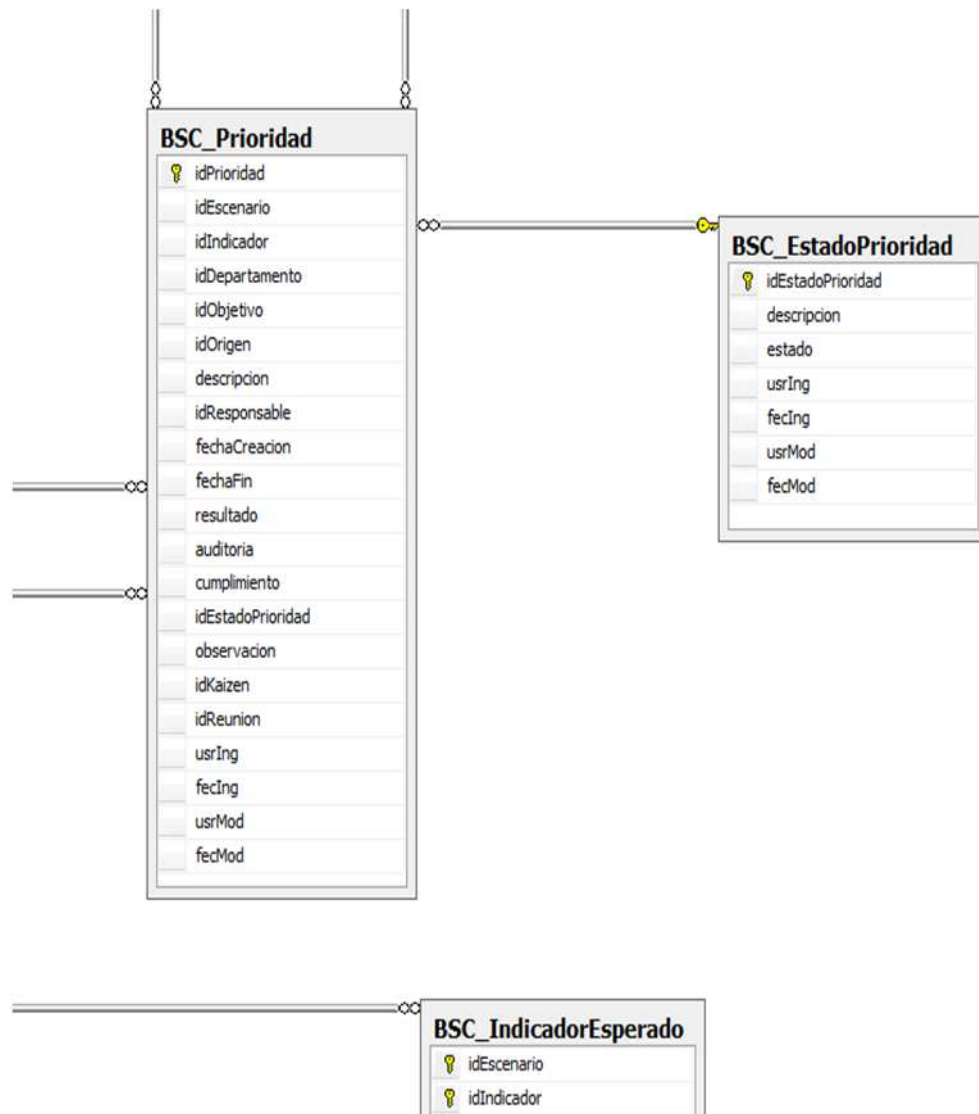 BSC_Prioridad
idPrioridad
idEscenario
idIndicador
idDepartamento
idObjetivo
idOrigen
descripcion
idResponsable
fechaCreacion
fechaFin
resultado
auditoria
cumplimiento
idEstadoPrioridad
observacion
idKaizen
idReunion
usrIng
fecIng
usrMod
fecMod
BSC_EstadoPrioridad
idEstadoPrioridad
descripcion
estado
usrIng
fecIng
usrMod
fecMod
BSC_IndicadorEsperado
idEscenario
idIndicador